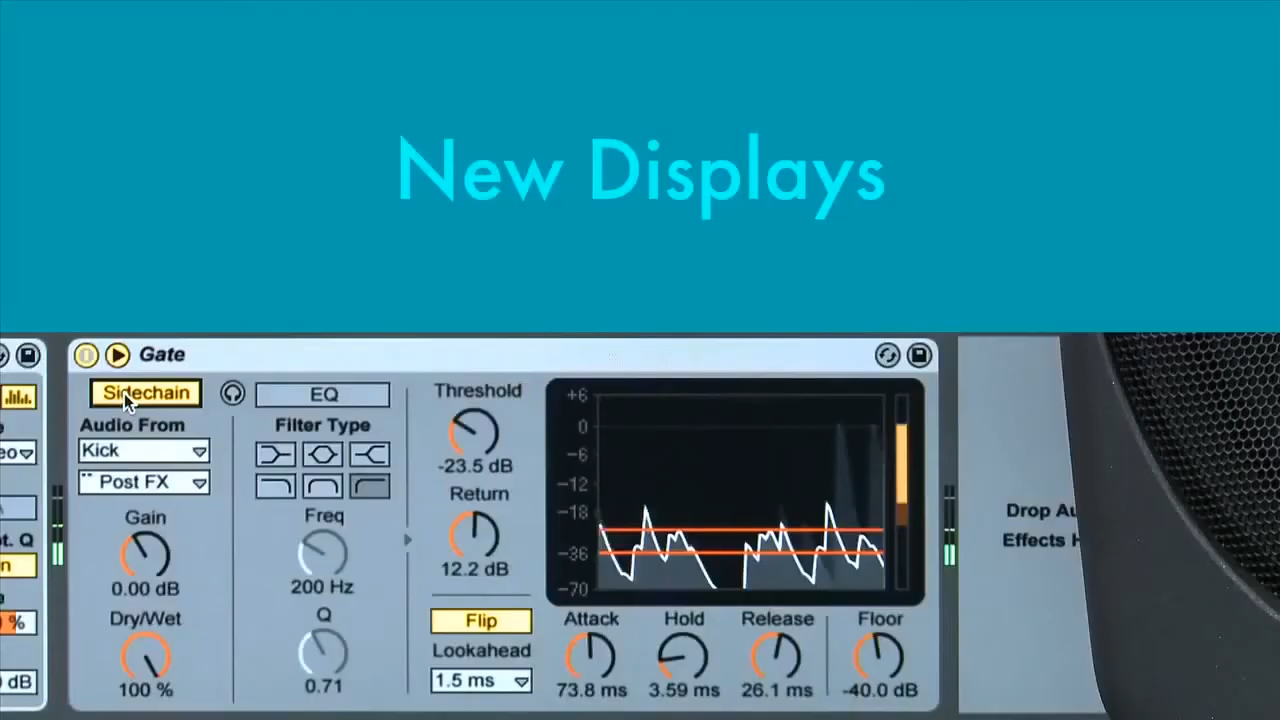 New Displays
Gate
Sidechain
EQ
Audio From
Kick
Post FX
Gain
0.00 dB
Dry/Wet
100 %
Filter Type
Freq
200 Hz
Q
0.71
Threshold
-23.5 dB
Return
12.2 dB
Flip
Lookahead
1.5 ms
+6
0
-6
-12
-18
-36
-70
Attack
Hold
Release
Floor
73.8 ms
3.59 ms
26.1 ms
-40.0 dB
Drop
Effects
Q
%
dB